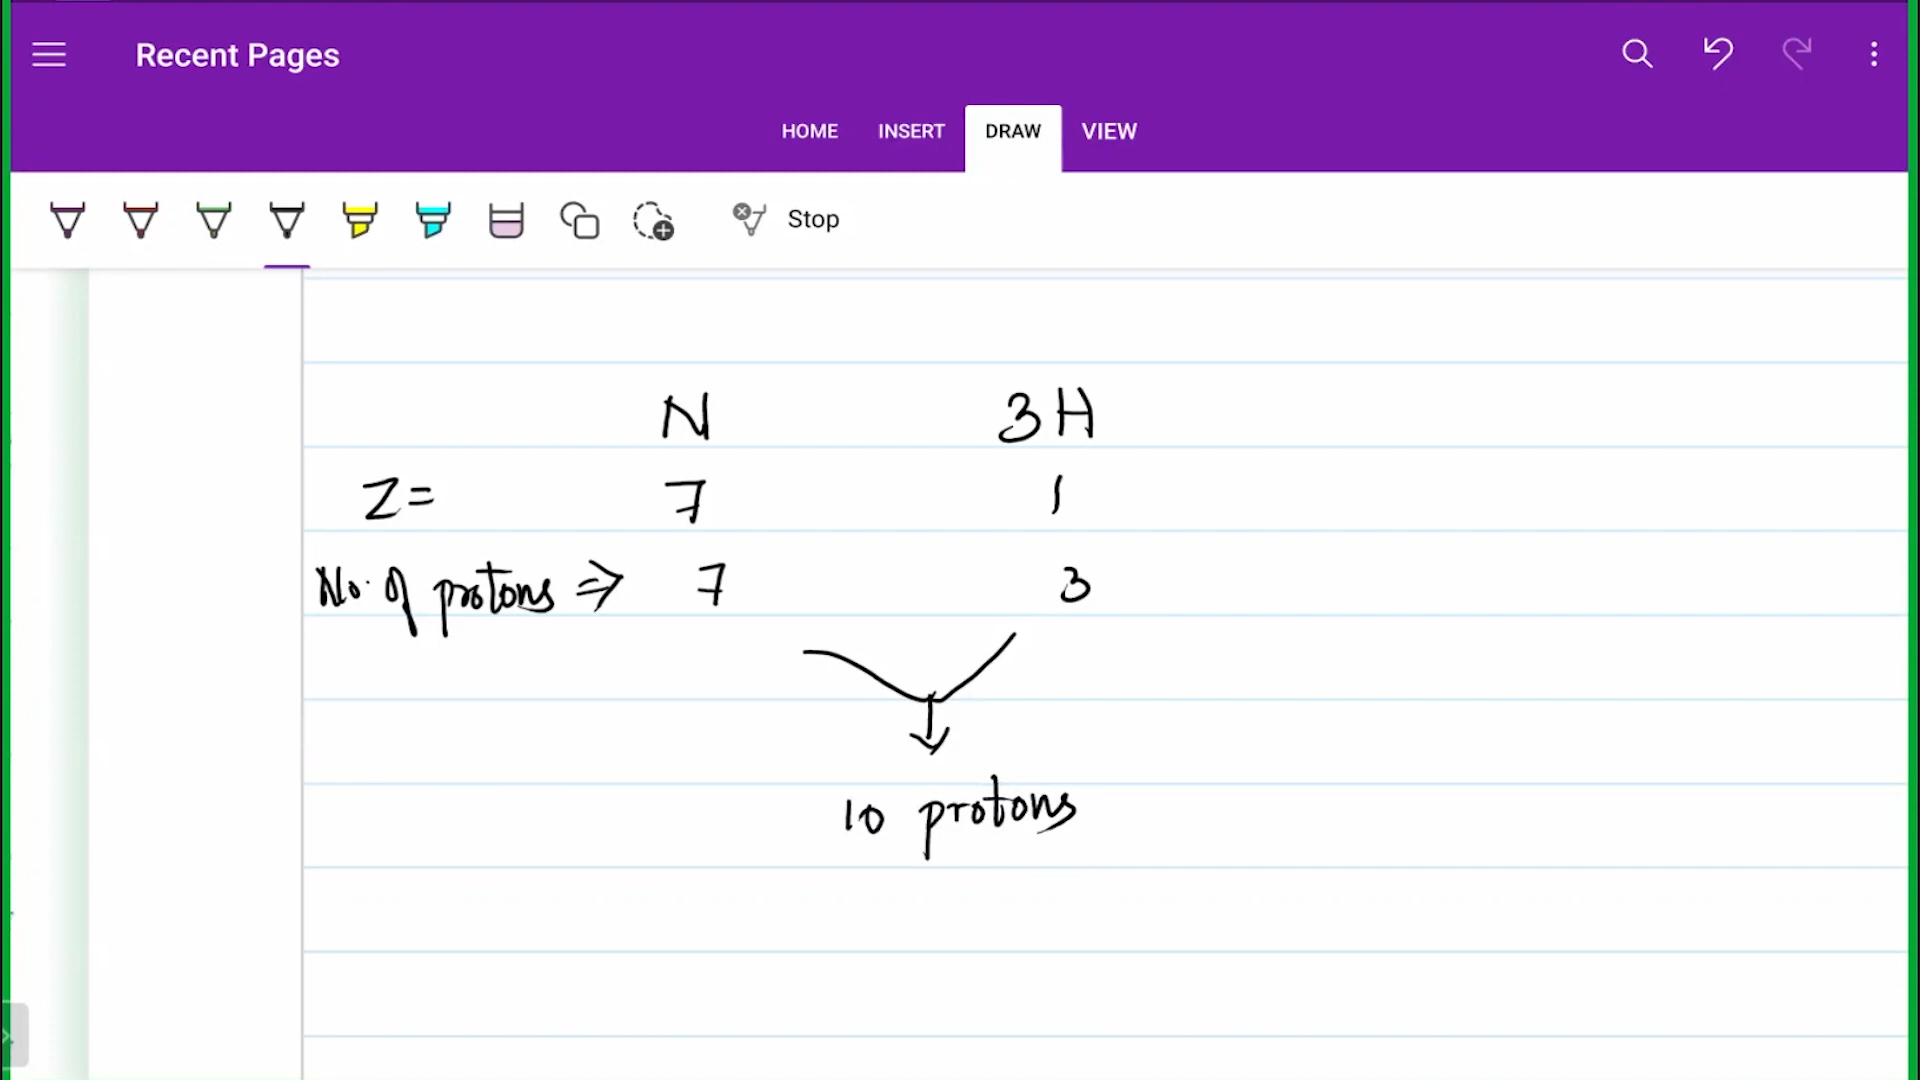 Recent Pages
HOME INSERT DRAW VIEW
Stop
N 3H
Z= 7 1
No. of protons ⇒ 7 3
10 protons